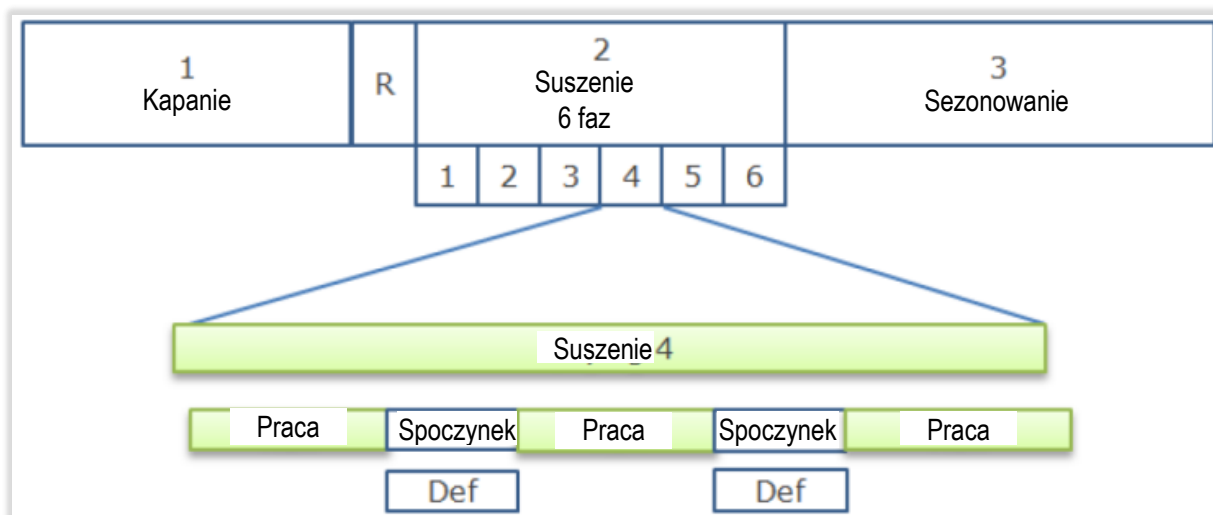 1
Kapanie
R
2
Suszenie
6 faz
3
Sezonowanie
1 2 3 4 5 6
Suszenie 4
Praca Spoczynek Praca Spoczynek Praca
Def Def